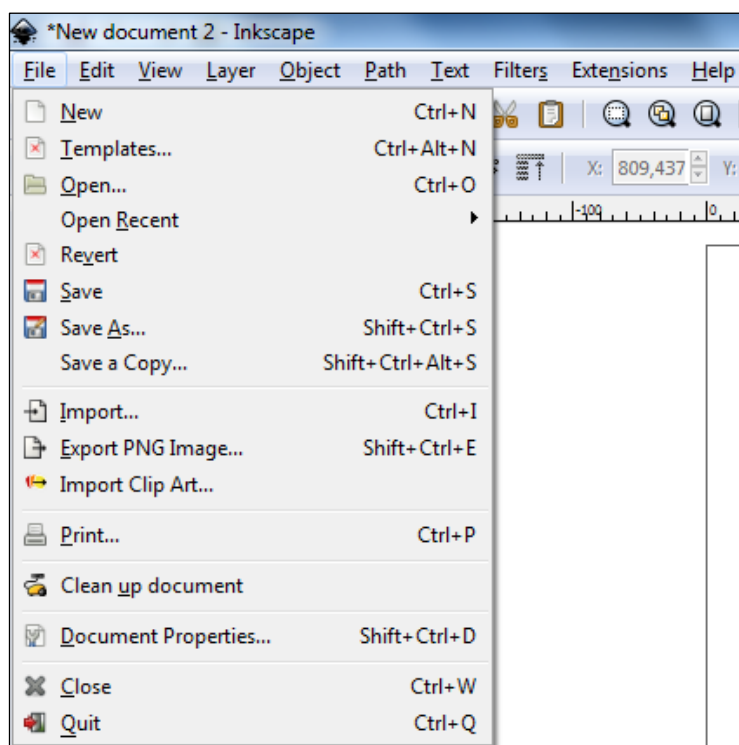 *New document 2 - Inkscape
File Edit View Layer Object Path Text Filters Extensions Help
New Ctrl+N
Templates... Ctrl+Alt+N
X: 809,437 Y:
Open... Ctrl+O
Open Recent
-100 0
Revert
Save Ctrl+S
Save As... Shift+Ctrl+S
Save a Copy... Shift+Ctrl+Alt+S
Import... Ctrl+I
Export PNG Image... Shift+Ctrl+E
Import Clip Art...
Print... Ctrl+P
Clean up document
Document Properties... Shift+Ctrl+D
Close Ctrl+W
Quit Ctrl+Q